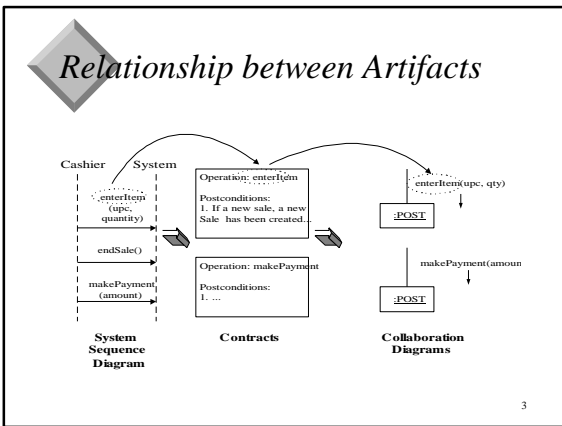 Relationship between Artifacts
Cashier
System
enterItem
(upc,
quantity)
endSale()
makePayment
(amount)
System
Sequence
Diagram
Operation: enterItem
Postconditions:
1. If a new sale, a new
Sale has been created...
Operation: makePayment
Postconditions:
1. ...
Contracts
enterItem(upc, qty)
:POST
makePayment(amoun
:POST
Collaboration
Diagrams
3